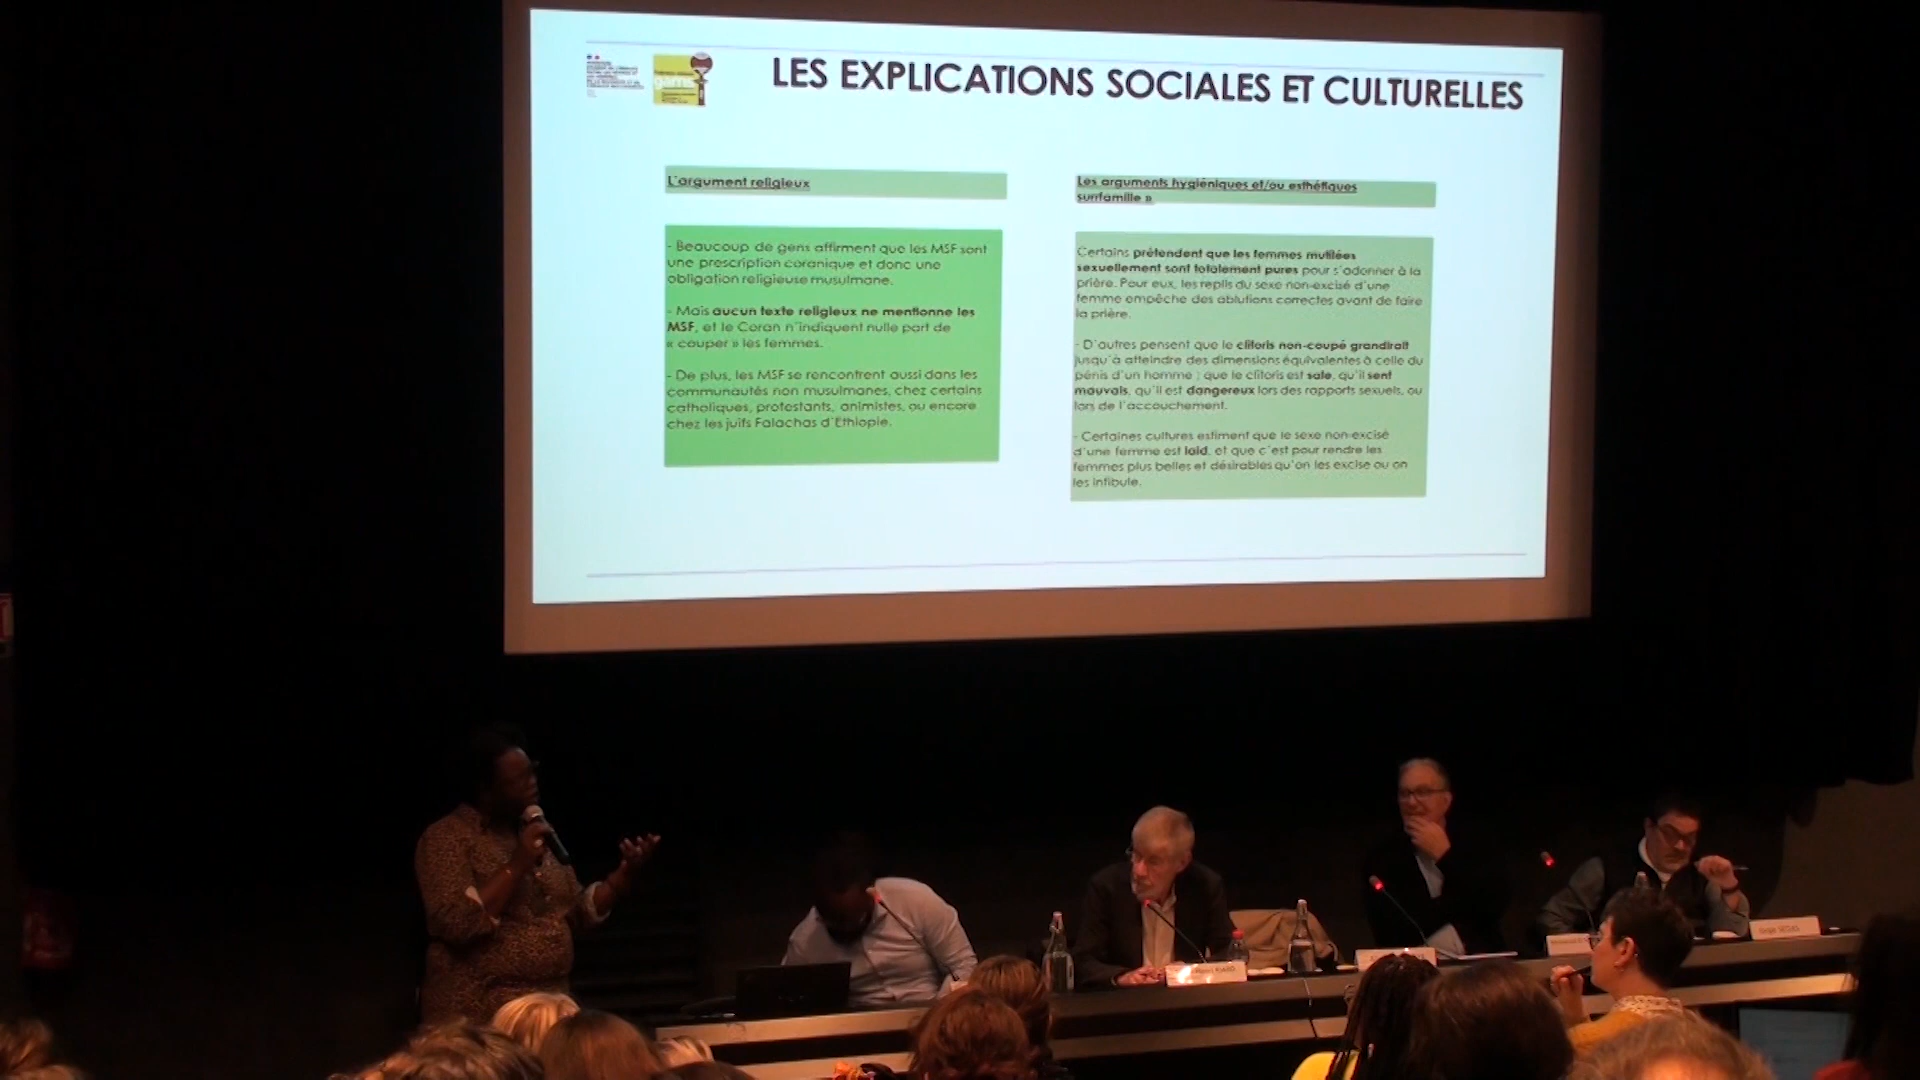 LES EXPLICATIONS SOCIALES ET CULTURELLES
L'argument religieux
- Beaucoup de gens affirment que les MSF sont
une prescription coranique et donc une
obligation religieuse musulmane.
- Mais aucun texte religieux ne mentionne les
MSF, et le Coran n'indiquent nulle part de
« couper » les femmes.
- De plus, les MSF se rencontrent aussi dans les
communautés non musulmanes, chez certains
catholiques, protestants, animistes, ou encore
chez les juifs Falachas d'Ethiopie.
Les arguments hygiéniques et/ou esthétiques
surrfamille »
Certains prétendent que les femmes mutilées
sexuellement sont totalement pures pour s'adonner à la
prière. Pour eux, les replis du sexe non-excisé d'une
femme empêche des ablutions correctes avant de faire
la prière.
- D'autres pensent que le clitoris non-coupé grandirait
jusqu'à atteindre des dimensions équivalentes à celle du
pénis d'un homme ; que le clitoris est sale, qu'il sent
mauvais, qu'il est dangereux lors des rapports sexuels, ou
lors de l'accouchement.
- Certaines cultures estiment que le sexe non-excisé
d'une femme est laid, et que c'est pour rendre les
femmes plus belles et désirables qu'on les excise ou on
les infibule.